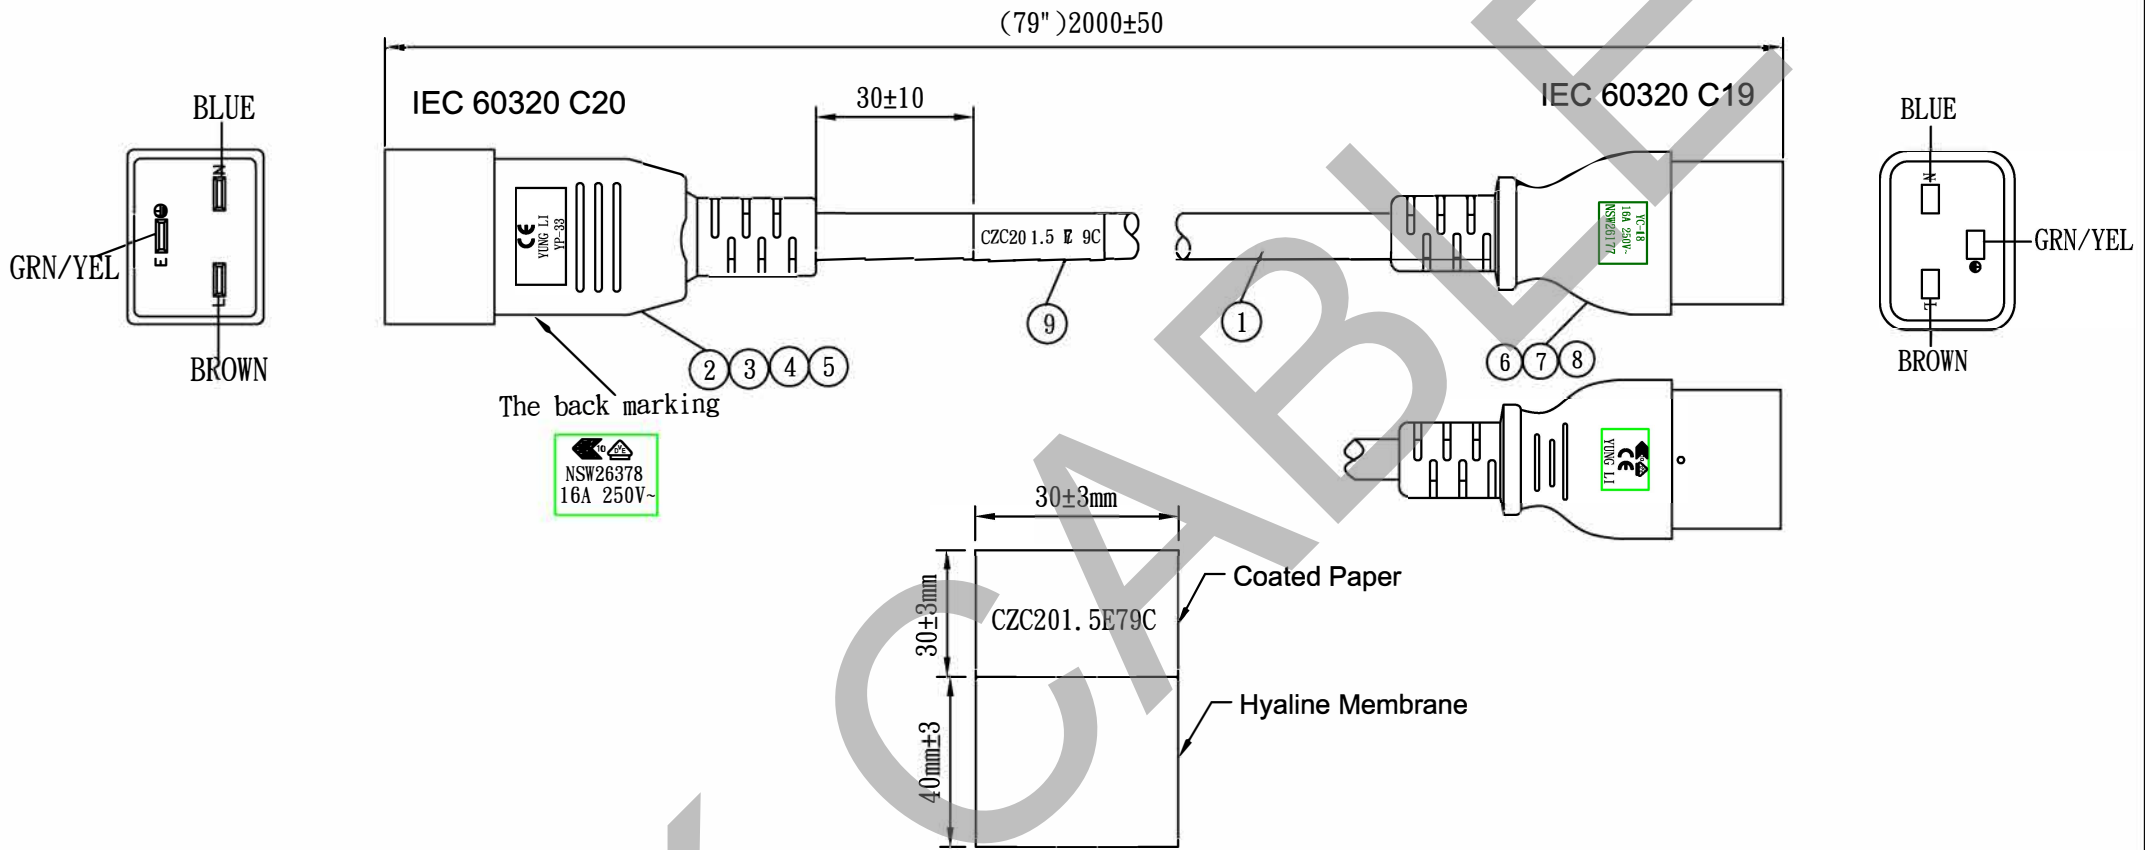 (79")2000±50
IEC 60320 C20
30±10
IEC 60320 C19
BLUE
N
E
L
GRN/YEL
BROWN
CE
YUNG LI
YP-33
CZC20 1.5 E 9C
YC-18
16A 250V~
NSW26177
BLUE
N
L
GRN/YEL
BROWN
9
1
2 3 4 5
6 7 8
The back marking
10
NSW26378
16A 250V~
CE
YUNG LI
30±3mm
30±3mm
CZC201.5E79C
Coated Paper
40mm±3
Hyaline Membrane
CABLE